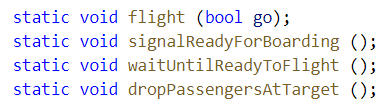 static void flight (bool go);
static void signalReadyForBoarding ();
static void waitUntilReadyToFlight ();
static void dropPassengersAtTarget ();